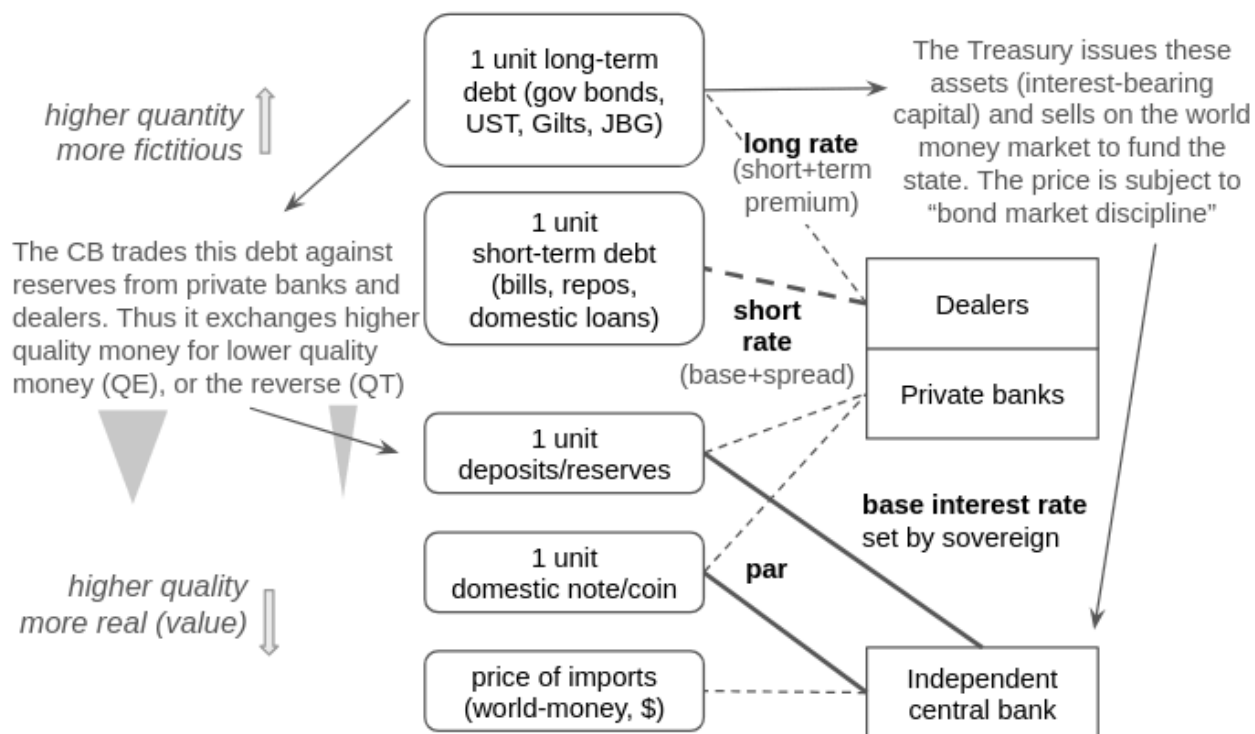 higher quantity
more fictitious
1 unit long-term
debt (gov bonds,
UST, Gilts, JBG)
The Treasury issues these
assets (interest-bearing
capital) and sells on the world
money market to fund the
state. The price is subject to
“bond market discipline”
long rate
(short+term
premium)
The CB trades this debt against
reserves from private banks and
dealers. Thus it exchanges higher
quality money for lower quality
money (QE), or the reverse (QT)
1 unit
short-term debt
(bills, repos,
domestic loans)
short
rate
(base+spread)
Dealers
Private banks
1 unit
deposits/reserves
base interest rate
set by sovereign
higher quality
more real (value)
1 unit
domestic note/coin
par
price of imports
(world-money, $)
Independent
central bank